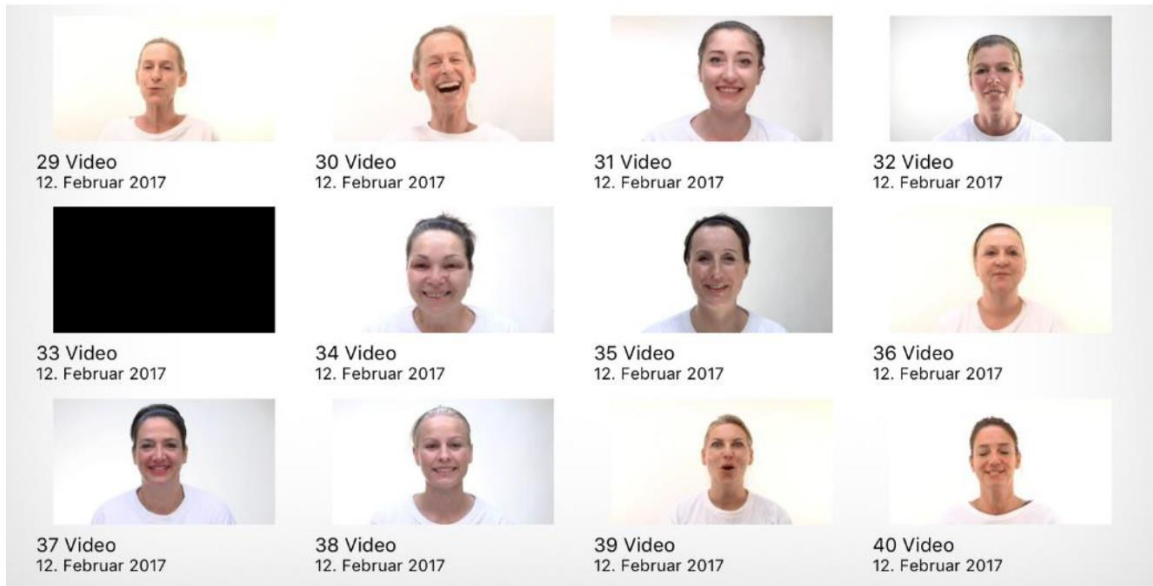 29 Video
12. Februar 2017
30 Video
12. Februar 2017
31 Video
12. Februar 2017
32 Video
12. Februar 2017
33 Video
12. Februar 2017
34 Video
12. Februar 2017
35 Video
12. Februar 2017
36 Video
12. Februar 2017
37 Video
12. Februar 2017
38 Video
12. Februar 2017
39 Video
12. Februar 2017
40 Video
12. Februar 2017